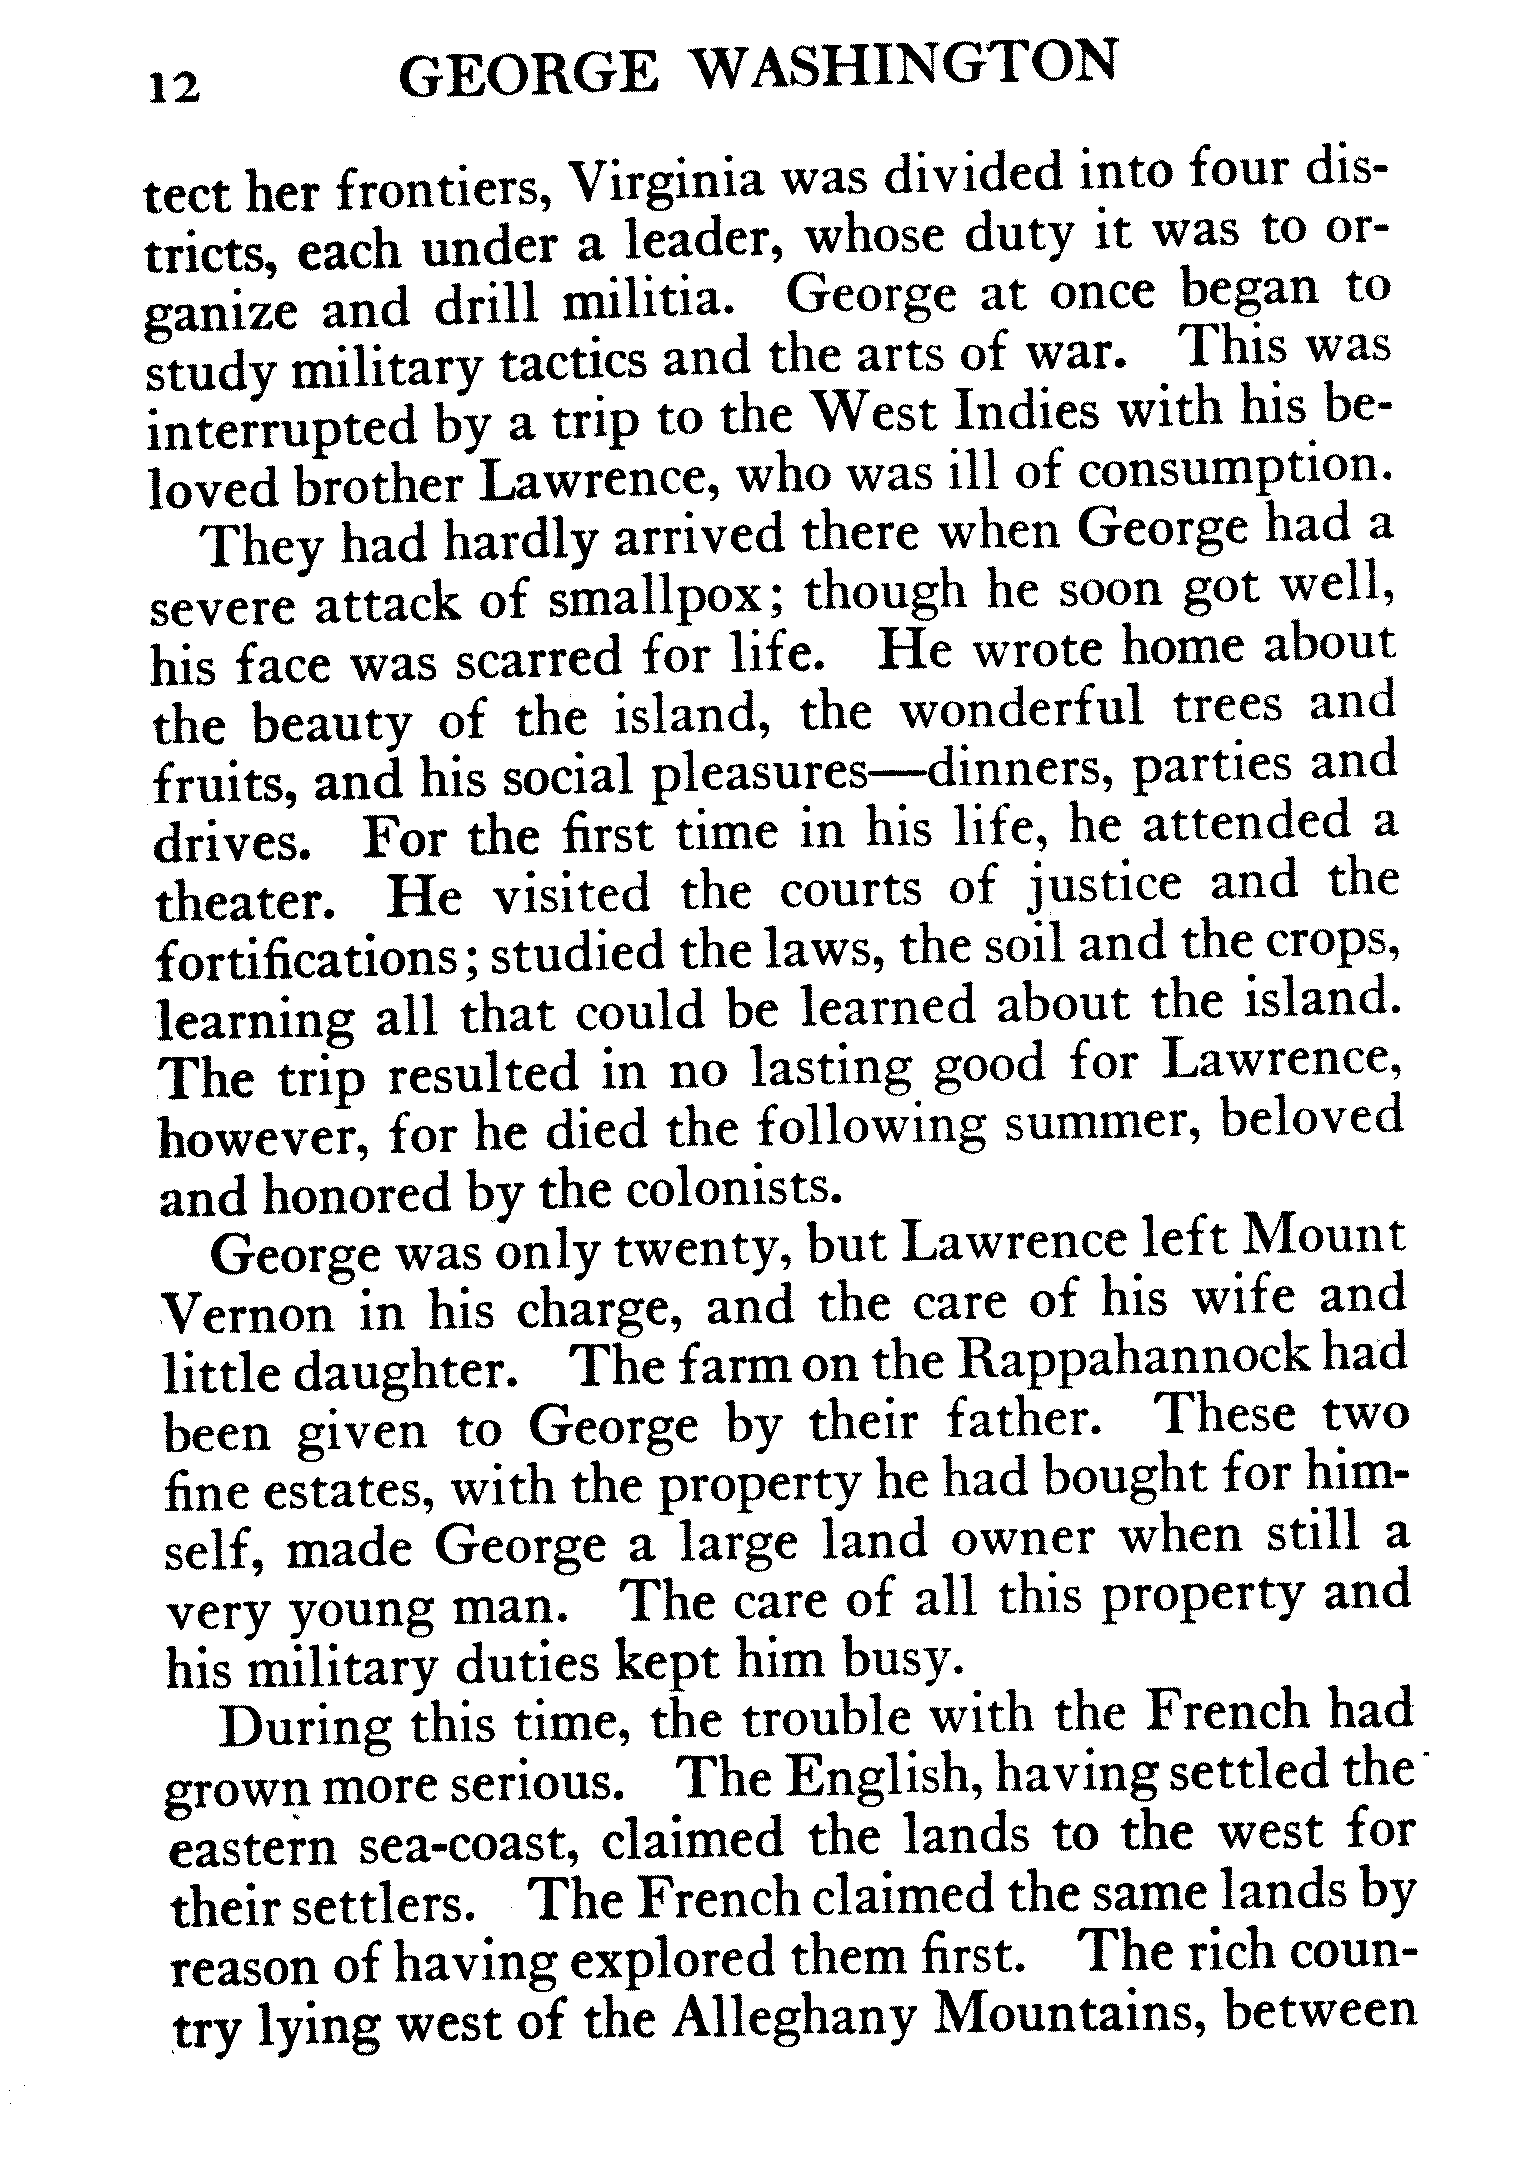 12 GEORGE WASHINGTON
tect her frontiers, Virginia was divided into four dis-
tricts, each under a leader, whose duty it was to or-
ganize and drill militia. George at once began to
study military tactics and the arts of war. This was
interrupted by a trip to the West Indies with his be-
loved brother Lawrence, who was ill of consumption.
They had hardly arrived there when George had a
severe attack of smallpox; though he soon got well,
his face was scarred for life. He wrote home about
the beauty of the island, the wonderful trees and
fruits, and his social pleasures—dinners, parties and
drives. For the first time in his life, he attended a
theater. He visited the courts of justice and the
fortifications; studied the laws, the soil and the crops,
learning all that could be learned about the island.
The trip resulted in no lasting good for Lawrence,
however, for he died the following summer, beloved
and honored by the colonists.
George was only twenty, but Lawrence left Mount
Vernon in his charge, and the care of his wife and
little daughter. The farm on the Rappahannock had
been given to George by their father. These two
fine estates, with the property he had bought for him-
self, made George a large land owner when still a
very young man. The care of all this property and
his military duties kept him busy.
During this time, the trouble with the French had
grown more serious. The English, having settled the
eastern sea-coast, claimed the lands to the west for
their settlers. The French claimed the same lands by
reason of having explored them first. The rich coun-
try lying west of the Alleghany Mountains, between